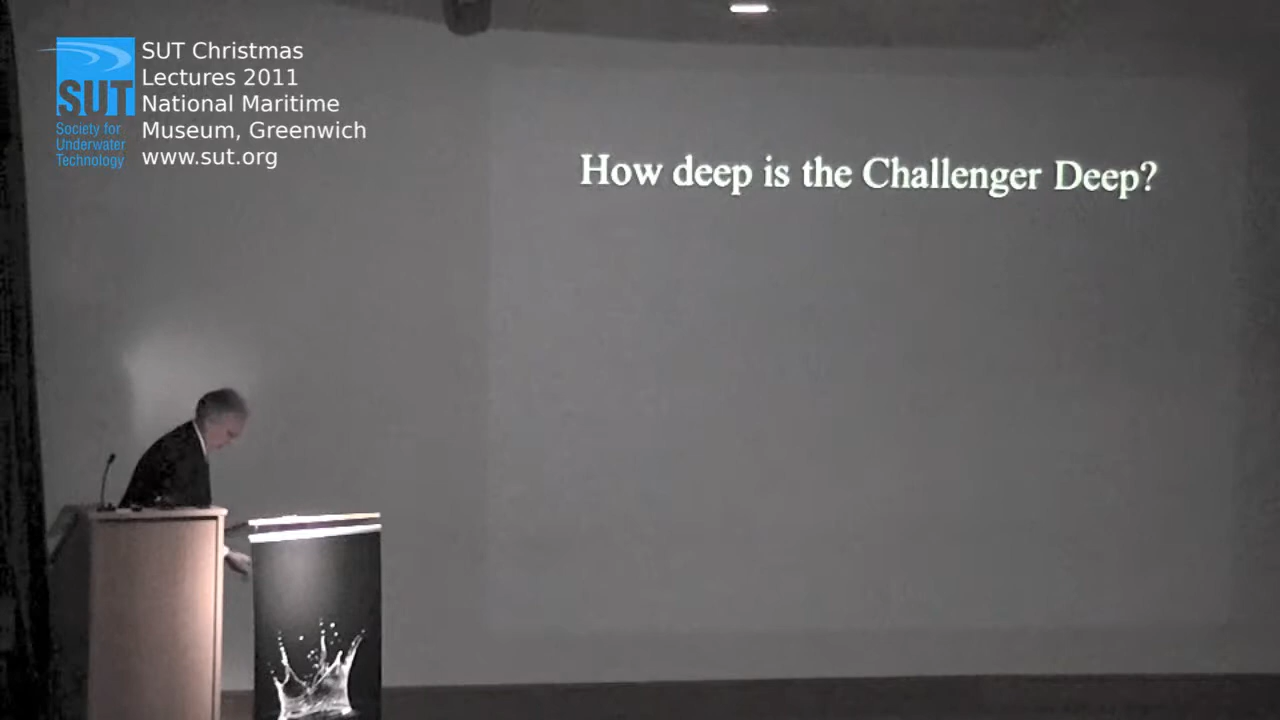 SUT Christmas
Lectures 2011
National Maritime
Museum, Greenwich
www.sut.org
SUT
Society for
Underwater
Technology
How deep is the Challenger Deep?